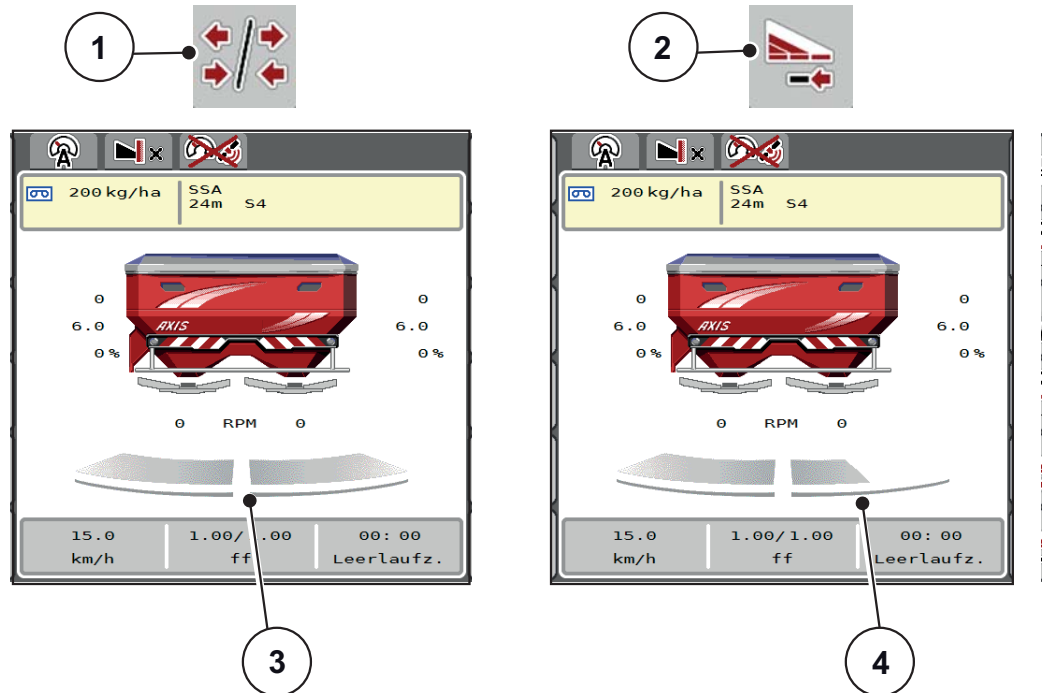 1
2
A
x
A
x
200 kg/ha
SSA
24m S4
200 kg/ha
SSA
24m S4
0
0
6.0
AXIS
6.0
0 %
0 %
0 RPM 0
0
0
6.0
AXIS
6.0
0 %
0 %
0 RPM 0
15.0
.00
00:00
km/h
ff
Leerlaufz.
15.0
1.00/1.00
00:00
km/h
ff
Leerlaufz.
3
4